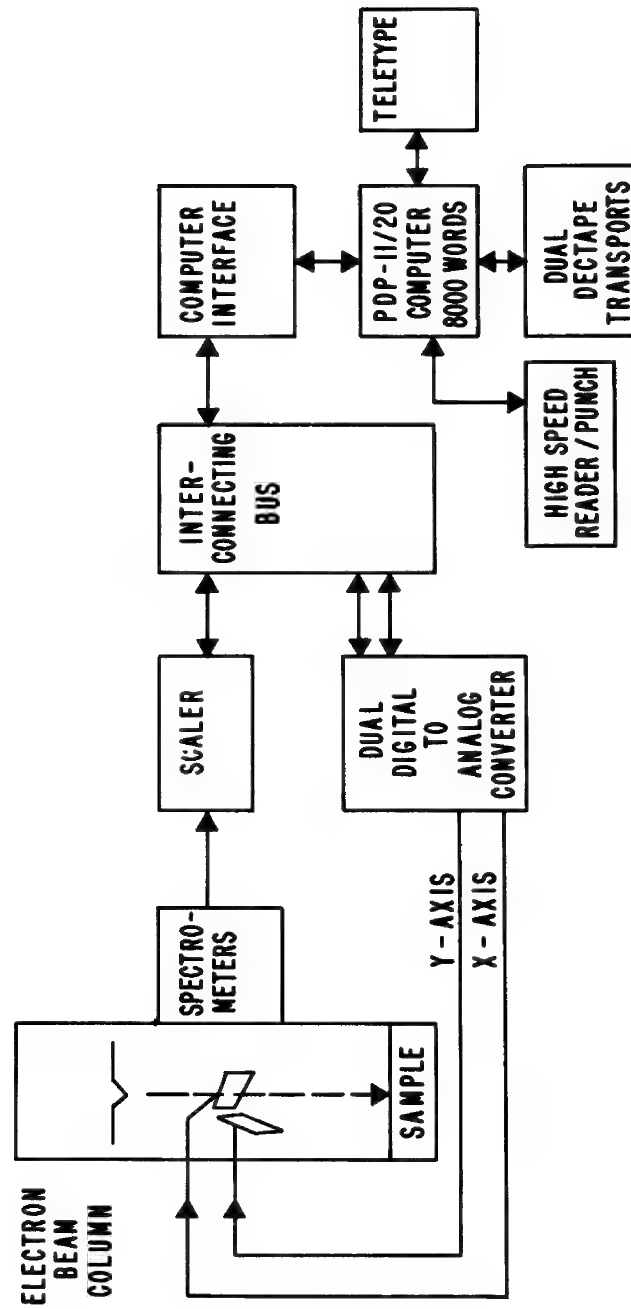 ELECTRON
BEAM
COLUMN
SPECTRO-
METERS
SAMPLE
SCALER
Y-AXIS
X-AXIS
DUAL
DIGITAL
TO
ANALOG
CONVERTER
INTER-
CONNECTING
BUS
COMPUTER
INTERFACE
PDP-11/20
COMPUTER
8000 WORDS
TELETYPE
HIGH SPEED
READER/PUNCH
DUAL
DECTAPE
TRANSPORTS